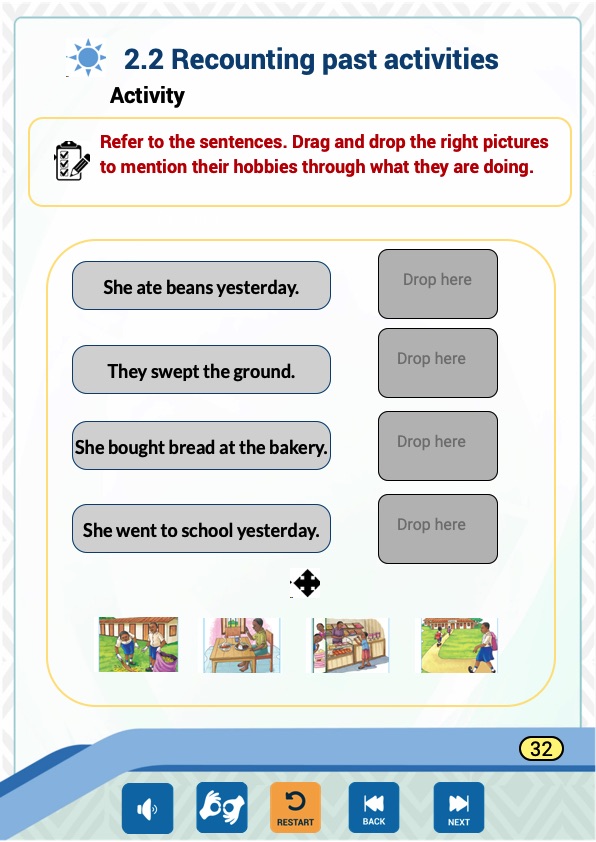 2.2 Recounting past activities
Activity
Refer to the sentences. Drag and drop the right pictures
to mention their hobbies through what they are doing.
She ate beans yesterday.
Drop here
They swept the ground.
Drop here
She bought bread at the bakery.
Drop here
She went to school yesterday.
Drop here
32
RESTART
BACK
NEXT